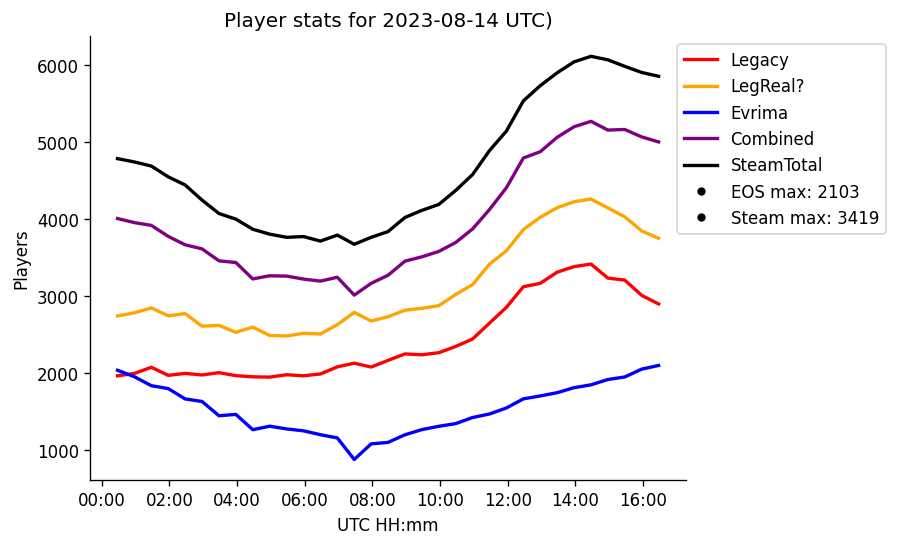 Player stats for 2023-08-14 UTC)
Players
6000
5000
4000
3000
2000
1000
00:00 02:00 04:00 06:00 08:00 10:00 12:00 14:00 16:00
UTC HH:mm
Legacy
LegReal?
Evrima
Combined
SteamTotal
EOS max: 2103
Steam max: 3419